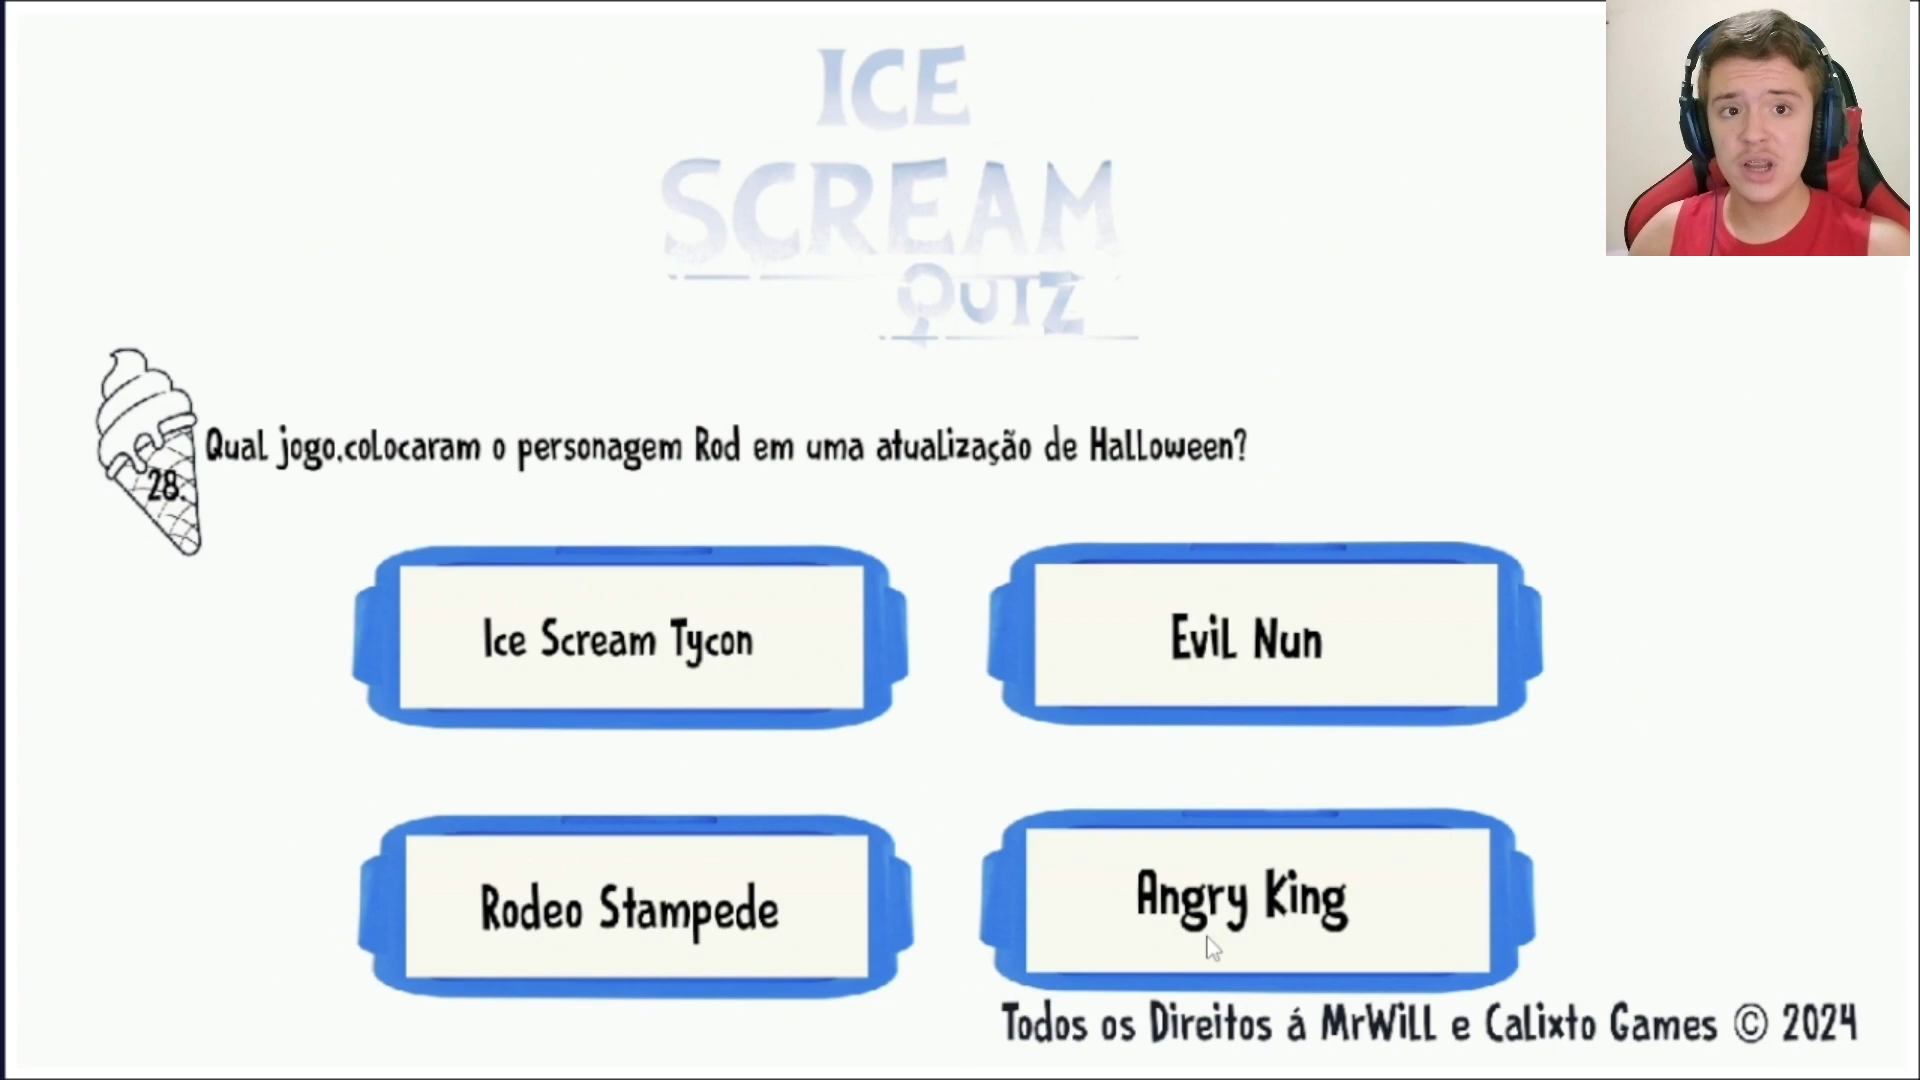 ICE
SCREAM
QUIZ
28.
Qual jogo.colocaram o personagem Rod em uma atualização de Halloween?
Ice Scream Tycon
Evil Nun
Rodeo Stampede
Angry King
Todos os Direitos á MrWill e Calixto Games © 2024